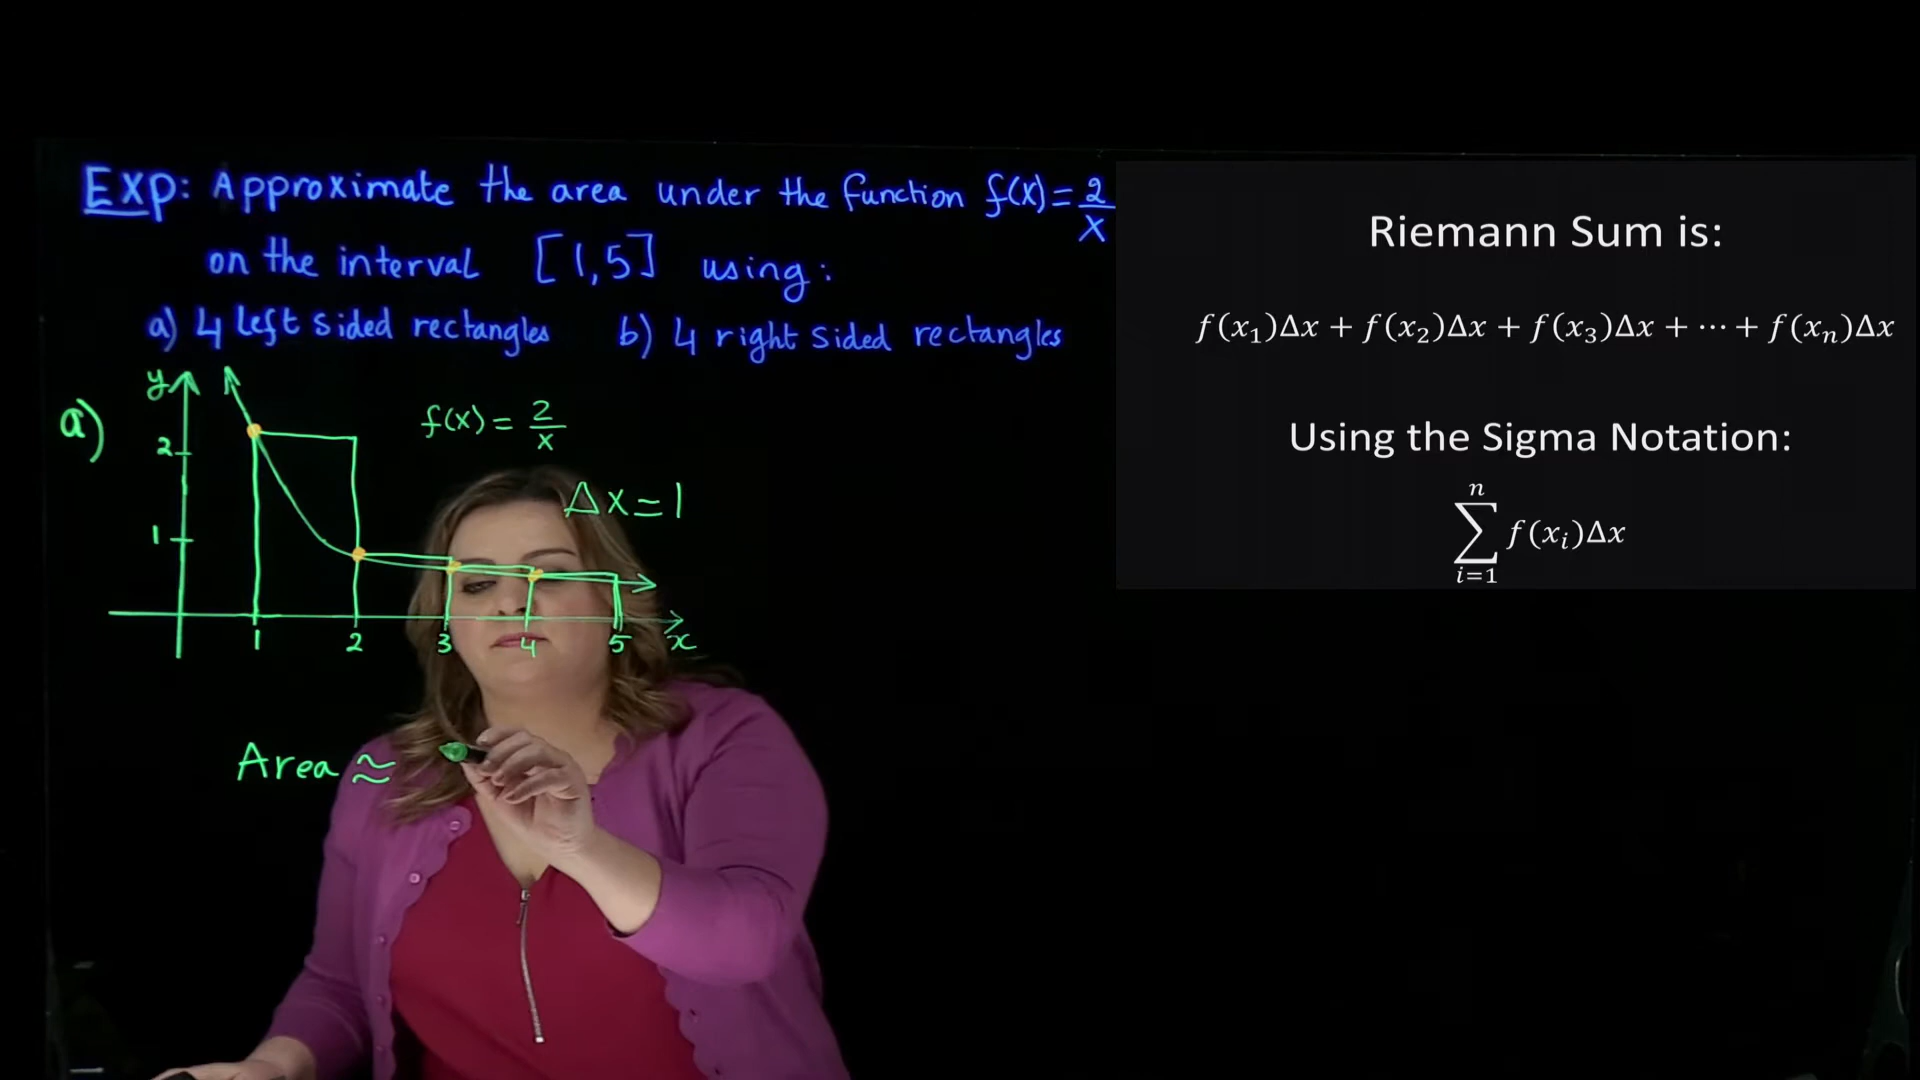 Exp: Approximate the area under the function f(x) = 2/x
on the interval [1,5] using:
a) 4 left sided rectangles b) 4 right sided rectangles
a)
y
2
1
f(x) = 2/x
Δx = 1
1 2 3 4 5 x
Area ≈
Riemann Sum is:
f(x₁)Δx + f(x₂)Δx + f(x₃)Δx + ⋯ + f(xₙ)Δx
Using the Sigma Notation:
n
∑ f(xᵢ)Δx
i=1